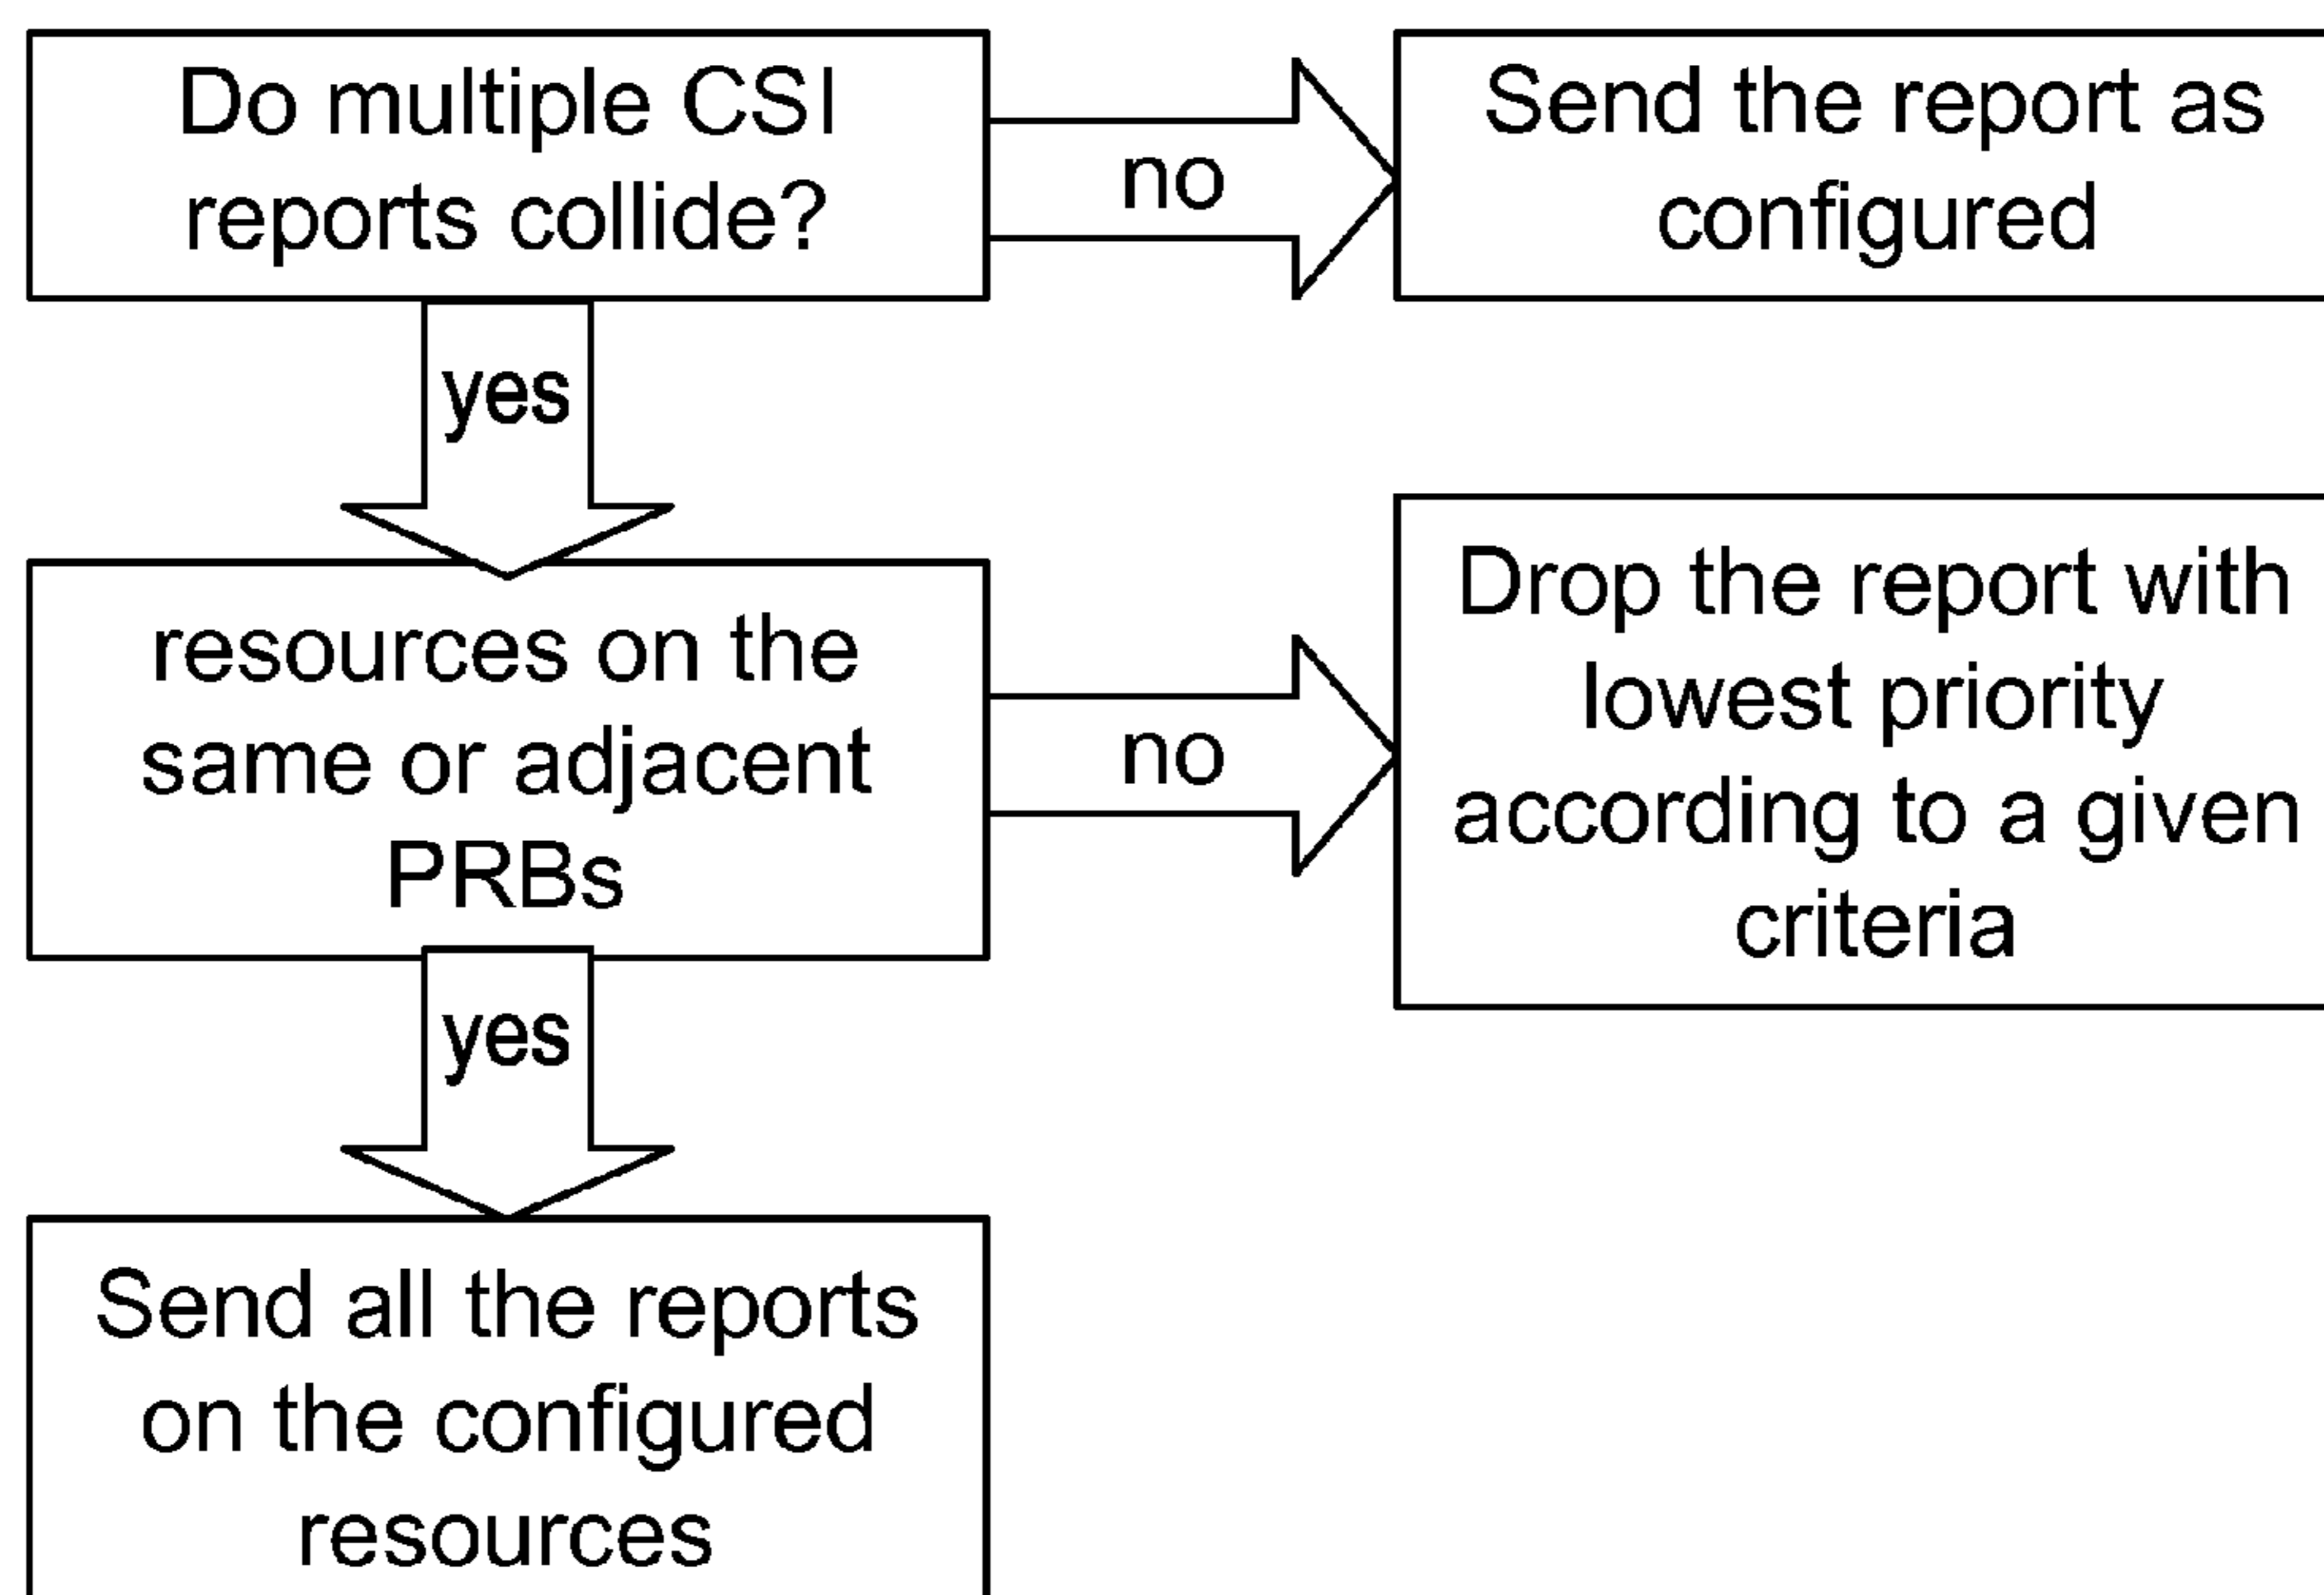 Do multiple CSI
reports collide?
no
Send the report as
configured
yes
resources on the
same or adjacent
PRBs
no
Drop the report with
lowest priority
according to a given
criteria
yes
Send all the reports
on the configured
resources